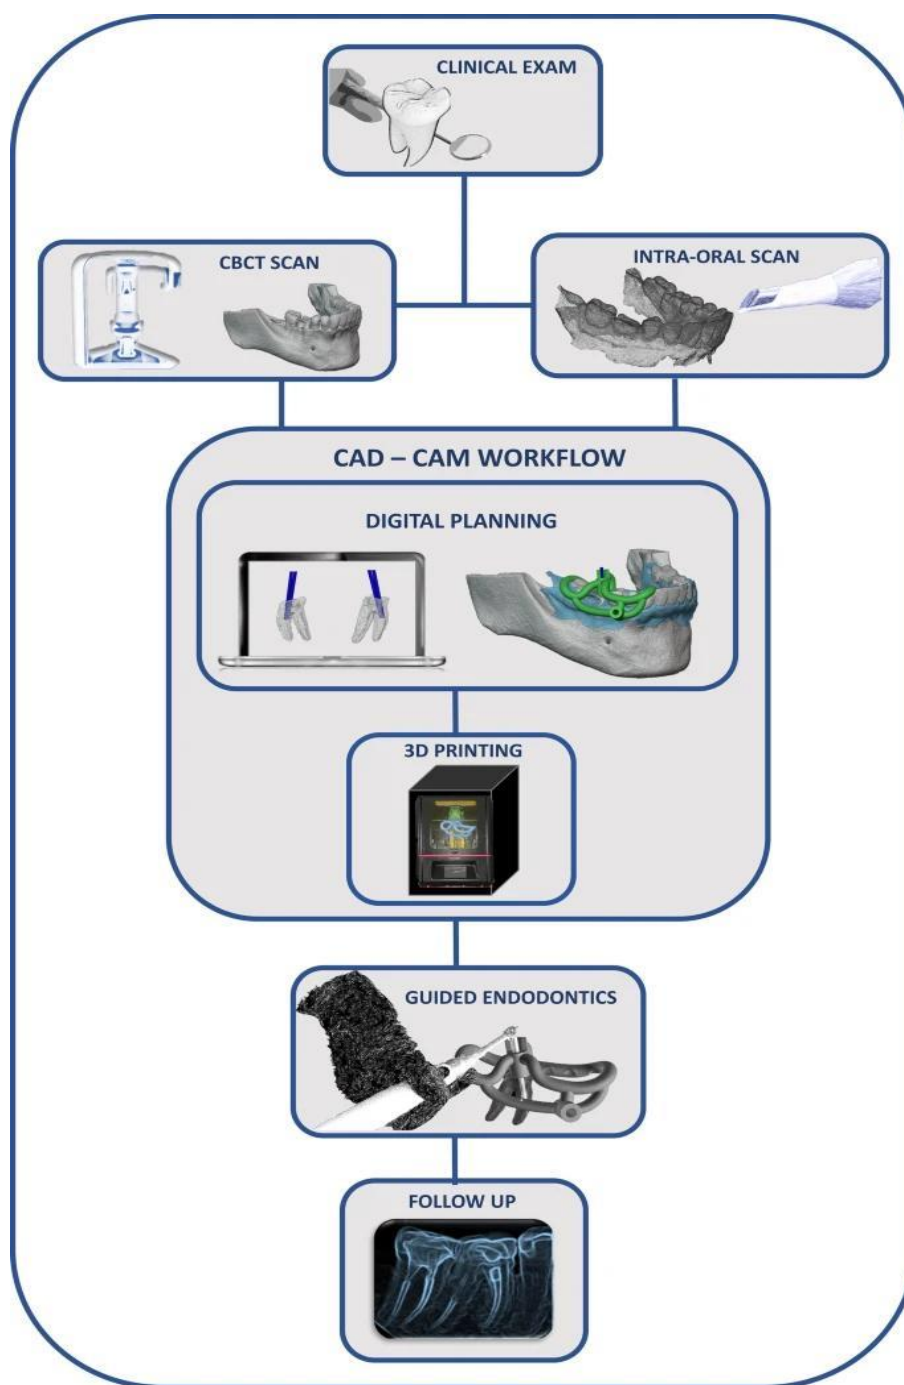 CLINICAL EXAM
CBCT SCAN
INTRA-ORAL SCAN
CAD – CAM WORKFLOW
DIGITAL PLANNING
3D PRINTING
GUIDED ENDODONTICS
FOLLOW UP